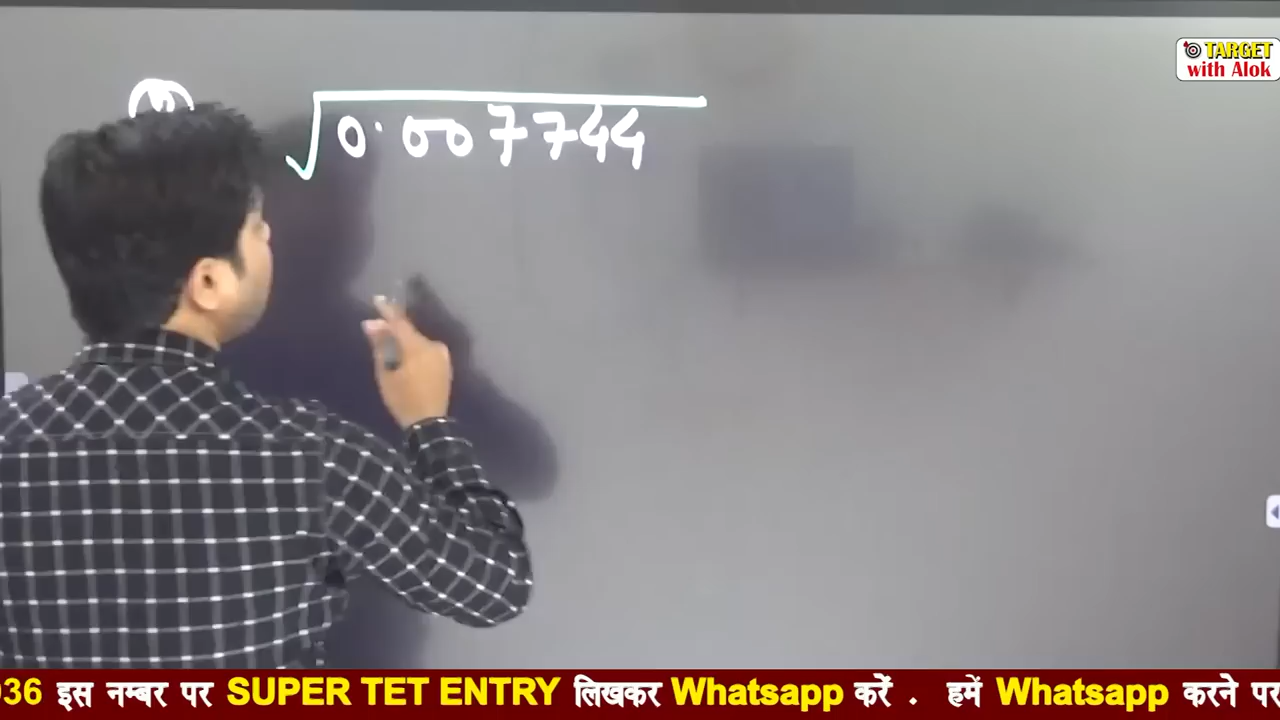 TARGET
with Alok
√0.007744
036 इस नम्बर पर SUPER TET ENTRY लिखकर Whatsapp करें . हमें Whatsapp करने पर